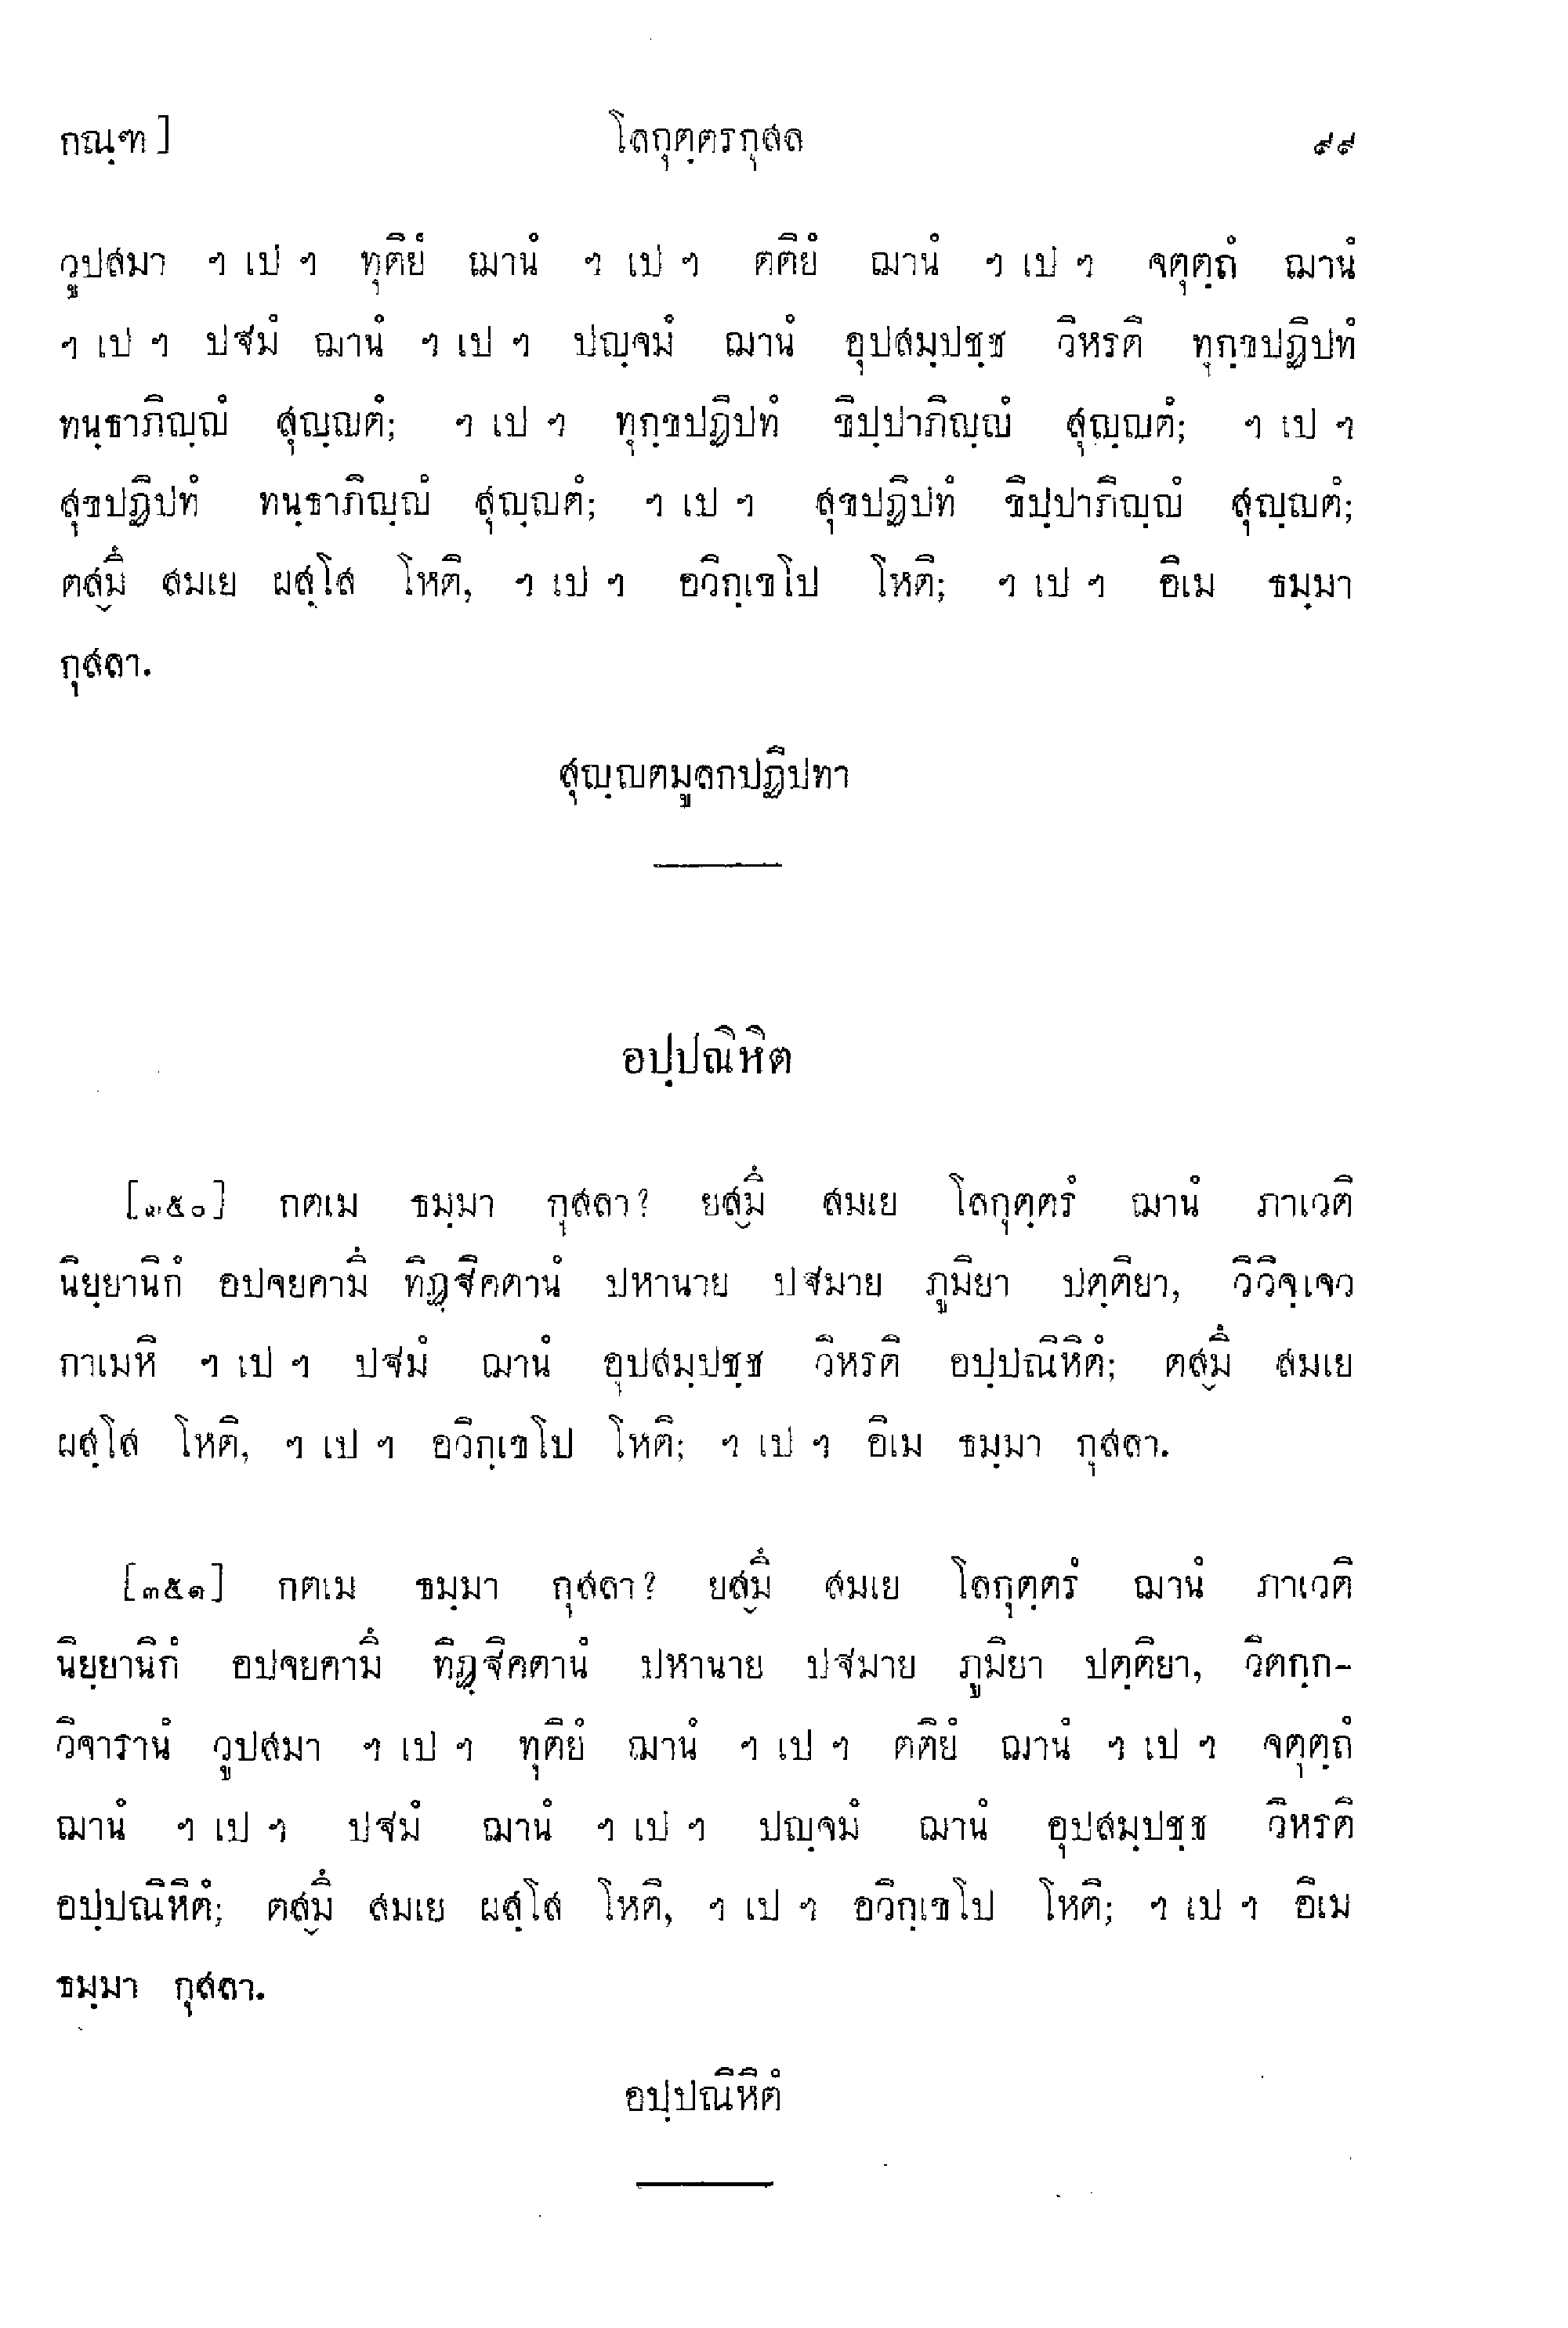 กณฺฑ]	โลกุตฺตรกุสล	๙๙
วูปสมา ฯ เป ฯ ทุติยํ ฌานํ ฯ เป ฯ ตติยํ ฌานํ ฯ เป ฯ จตุตฺถํ ฌานํ
ฯ เป ฯ ปฐมํ ฌานํ ฯ เป ฯ ปญฺจมํ ฌานํ อุปสมฺปชฺช วิหรติ ทุกฺขปฏิปทํ
ทนฺธาภิญฺญํ สุญฺญตํ; ฯ เป ฯ ทุกฺขปฏิปทํ ขิปฺปาภิญฺญํ สุญฺญตํ; ฯ เป ฯ
สุขปฏิปทํ ทนฺธาภิญฺญํ สุญฺญตํ; ฯ เป ฯ สุขปฏิปทํ ขิปฺปาภิญฺญํ สุญฺญตํ;
ตสฺมิํ สมเย ผสฺโส โหติ, ฯ เป ฯ อวิกฺเขโป โหติ; ฯ เป ฯ อิเม ธมฺมา
กุสลา.
สุญฺญตมูลกปฏิปทา
อปฺปณิหิต
[๓๕๐] กตเม ธมฺมา กุสลา? ยสฺมิํ สมเย โลกุตฺตรํ ฌานํ ภาเวติ
นิยฺยานิกํ อปจยคามิํ ทิฏฺฐิคตานํ ปหานาย ปฐมาย ภูมิยา ปตฺติยา, วิวิจฺเจว
กาเมหิ ฯ เป ฯ ปฐมํ ฌานํ อุปสมฺปชฺช วิหรติ อปฺปณิหิตํ; ตสฺมิํ สมเย
ผสฺโส โหติ, ฯ เป ฯ อวิกฺเขโป โหติ; ฯ เป ฯ อิเม ธมฺมา กุสลา.
[๓๕๑] กตเม ธมฺมา กุสลา? ยสฺมิํ สมเย โลกุตฺตรํ ฌานํ ภาเวติ
นิยฺยานิกํ อปจยคามิํ ทิฏฺฐิคตานํ ปหานาย ปฐมาย ภูมิยา ปตฺติยา, วิตกฺก-
วิจารานํ วูปสมา ฯ เป ฯ ทุติยํ ฌานํ ฯ เป ฯ ตติยํ ฌานํ ฯ เป ฯ จตุตฺถํ
ฌานํ ฯ เป ฯ ปฐมํ ฌานํ ฯ เป ฯ ปญฺจมํ ฌานํ อุปสมฺปชฺช วิหรติ
อปฺปณิหิตํ; ตสฺมิํ สมเย ผสฺโส โหติ, ฯ เป ฯ อวิกฺเขโป โหติ; ฯ เป ฯ อิเม
ธมฺมา กุสลา.
อปฺปณิหิตํ